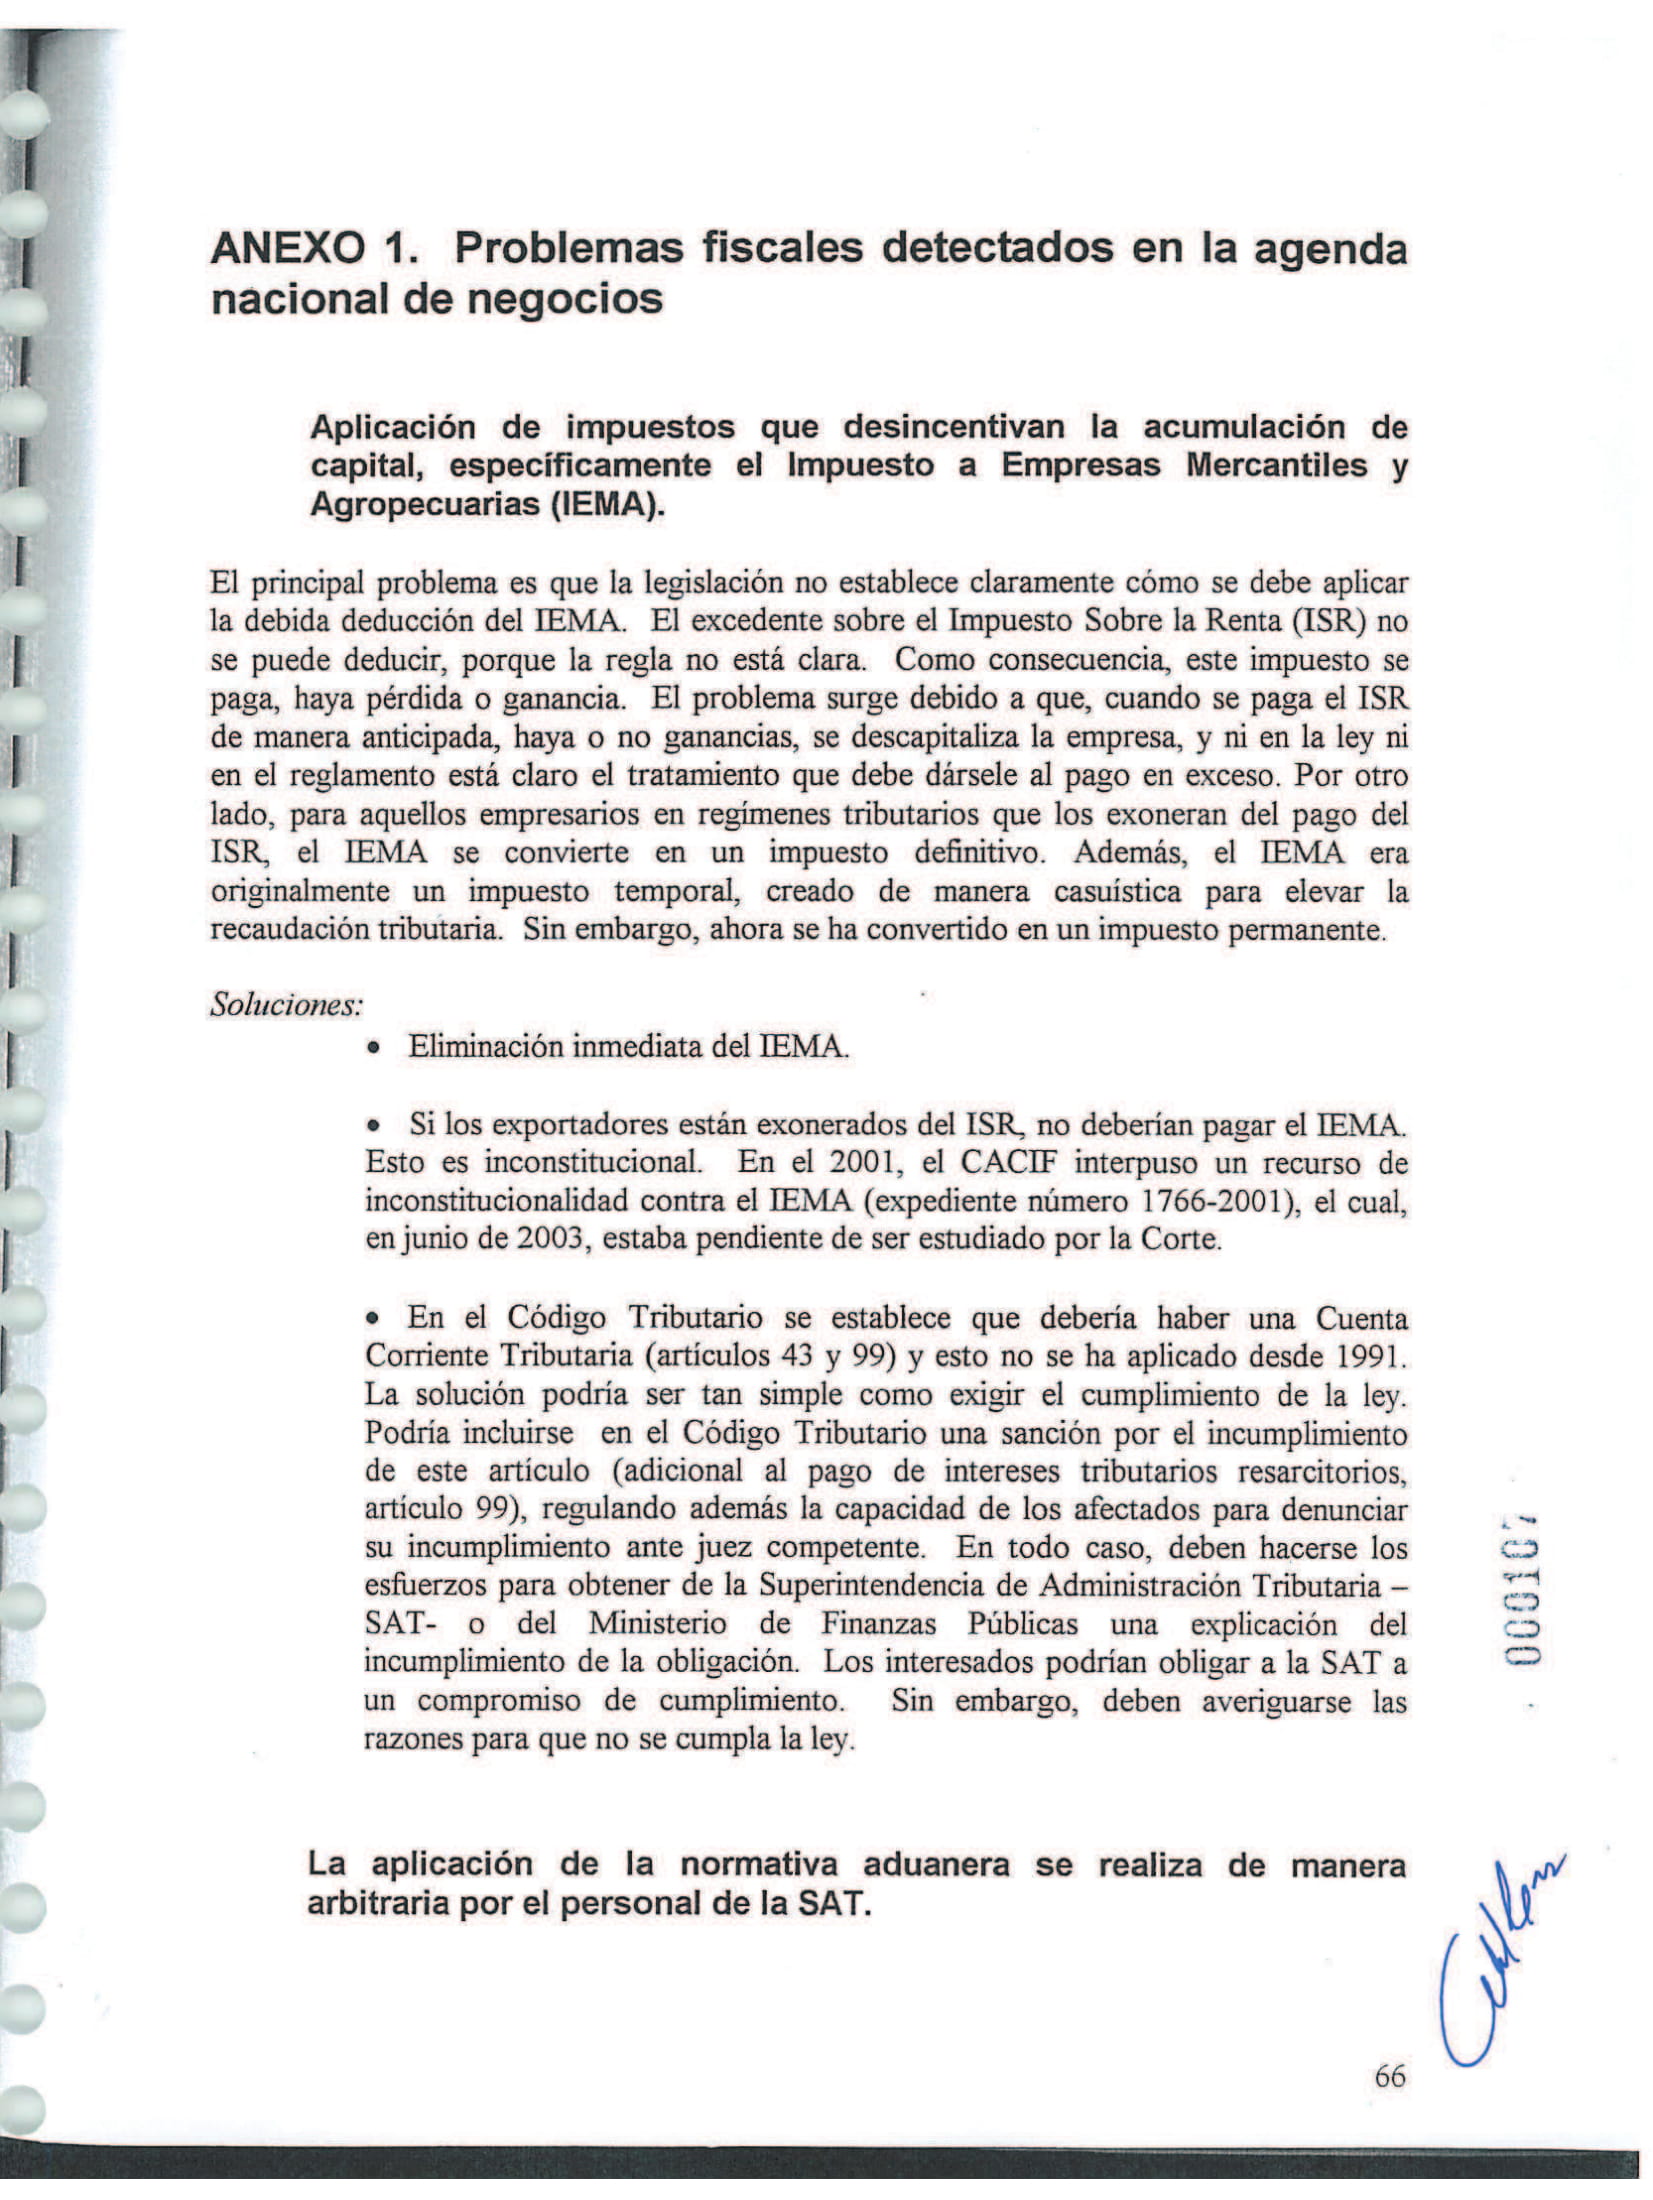 ANEXO 1. Problemas fiscales detectados en la agenda
nacional de negocios
Aplicación de impuestos que desincentivan la acumulación de
capital, específicamente el Impuesto a Empresas Mercantiles y
Agropecuarias (IEMA).
El principal problema es que la legislación no establece claramente cómo se debe aplicar
la debida deducción del IEMA. El excedente sobre el Impuesto Sobre la Renta (ISR) no
se puede deducir, porque la regla no está clara. Como consecuencia, este impuesto se
paga, haya pérdida o ganancia. El problema surge debido a que, cuando se paga el ISR
de manera anticipada, haya o no ganancias, se descapitaliza la empresa, y ni en la ley ni
en el reglamento está claro el tratamiento que debe dársele al pago en exceso. Por otro
lado, para aquellos empresarios en regímenes tributarios que los exoneran del pago del
ISR, el IEMA se convierte en un impuesto definitivo. Además, el IEMA era
originalmente un impuesto temporal, creado de manera casuística para elevar la
recaudación tributaria. Sin embargo, ahora se ha convertido en un impuesto permanente.
Soluciones:
• Eliminación inmediata del IEMA.
• Si los exportadores están exonerados del ISR, no deberían pagar el IEMA.
Esto es inconstitucional. En el 2001, el CACIF interpuso un recurso de
inconstitucionalidad contra el IEMA (expediente número 1766-2001), el cual,
en junio de 2003, estaba pendiente de ser estudiado por la Corte.
• En el Código Tributario se establece que debería haber una Cuenta
Corriente Tributaria (artículos 43 y 99) y esto no se ha aplicado desde 1991.
La solución podría ser tan simple como exigir el cumplimiento de la ley.
Podría incluirse en el Código Tributario una sanción por el incumplimiento
de este artículo (adicional al pago de intereses tributarios resarcitorios,
artículo 99), regulando además la capacidad de los afectados para denunciar
su incumplimiento ante juez competente. En todo caso, deben hacerse los
esfuerzos para obtener de la Superintendencia de Administración Tributaria –
SAT- o del Ministerio de Finanzas Públicas una explicación del
incumplimiento de la obligación. Los interesados podrían obligar a la SAT a
un compromiso de cumplimiento. Sin embargo, deben averiguarse las
razones para que no se cumpla la ley.
La aplicación de la normativa aduanera se realiza de manera
arbitraria por el personal de la SAT.
000107
66